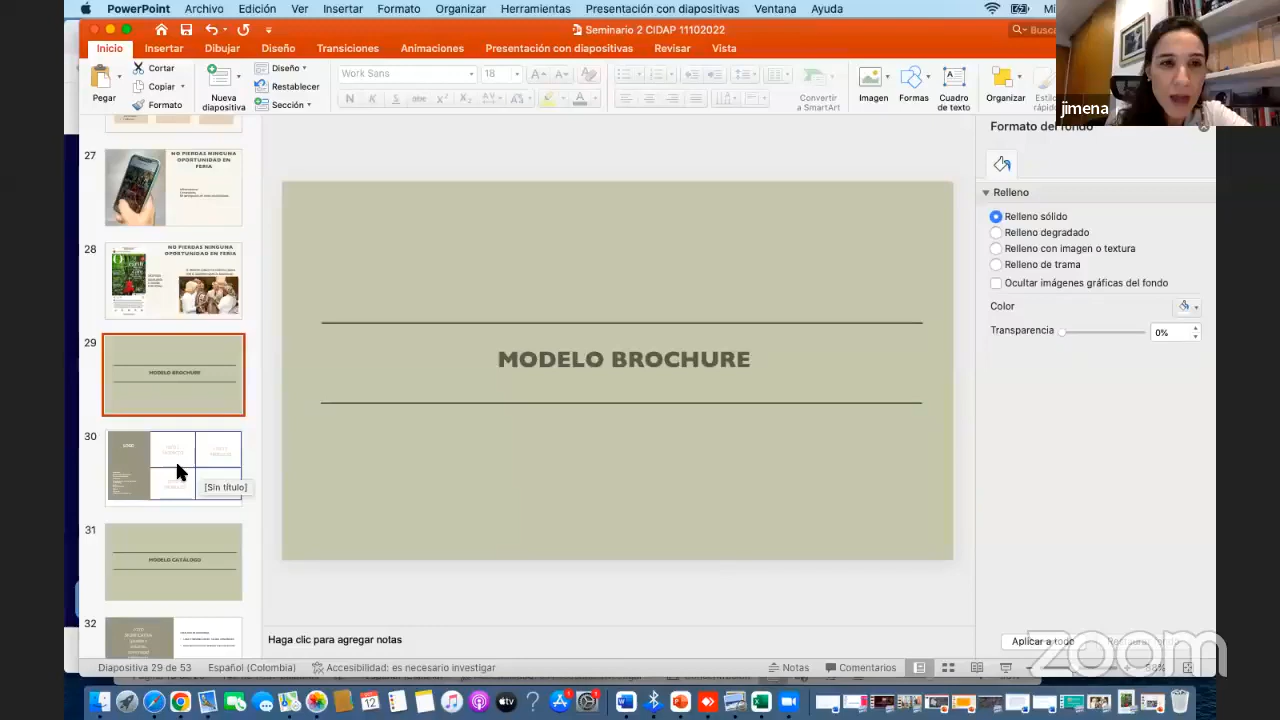 PowerPoint Archivo Edición Ver Insertar Formato Organizar Herramientas Presentación con diapositivas Ventana Ayuda Mi
Seminario 2 CIDAP 11102022
Busca
Inicio Insertar Dibujar Diseño Transiciones Animaciones Presentación con diapositivas Revisar Vista
Pegar
Cortar
Copiar
Formato
Nueva
diapositiva
Diseño
Restablecer
Sección
Work Sans 18
Convertir
a SmartArt
Imagen
Formas
Cuadro
de texto
Organizar
Estilo
rápid
jimena
Formato del fondo
Relleno
Relleno sólido
Relleno degradado
Relleno con imagen o textura
Relleno de trama
Ocultar imágenes gráficas del fondo
Color
Transparencia 0%
27
NO PIERDAS NINGUNA
OPORTUNIDAD EN
FERIA
28
NO PIERDAS NINGUNA
OPORTUNIDAD EN FERIA
29
MODELO BROCHURE
30
LOGO
[Sin título]
31
MODELO CATÁLOGO
32
MODELO BROCHURE
Haga clic para agregar notas
Aplicar a todo
Diapositiva 29 de 53 Español (Colombia) Accesibilidad: es necesario investigar Notas Comentarios
zoom